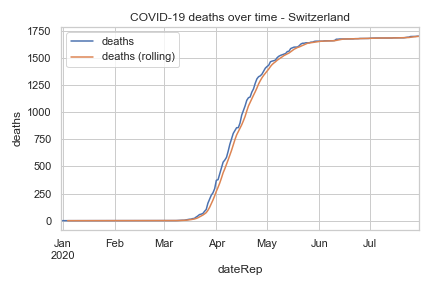 COVID-19 deaths over time - Switzerland
deaths
deaths (rolling)
1750
1500
1250
1000
750
500
250
0
deaths
Jan Feb Mar Apr May Jun Jul
2020
dateRep